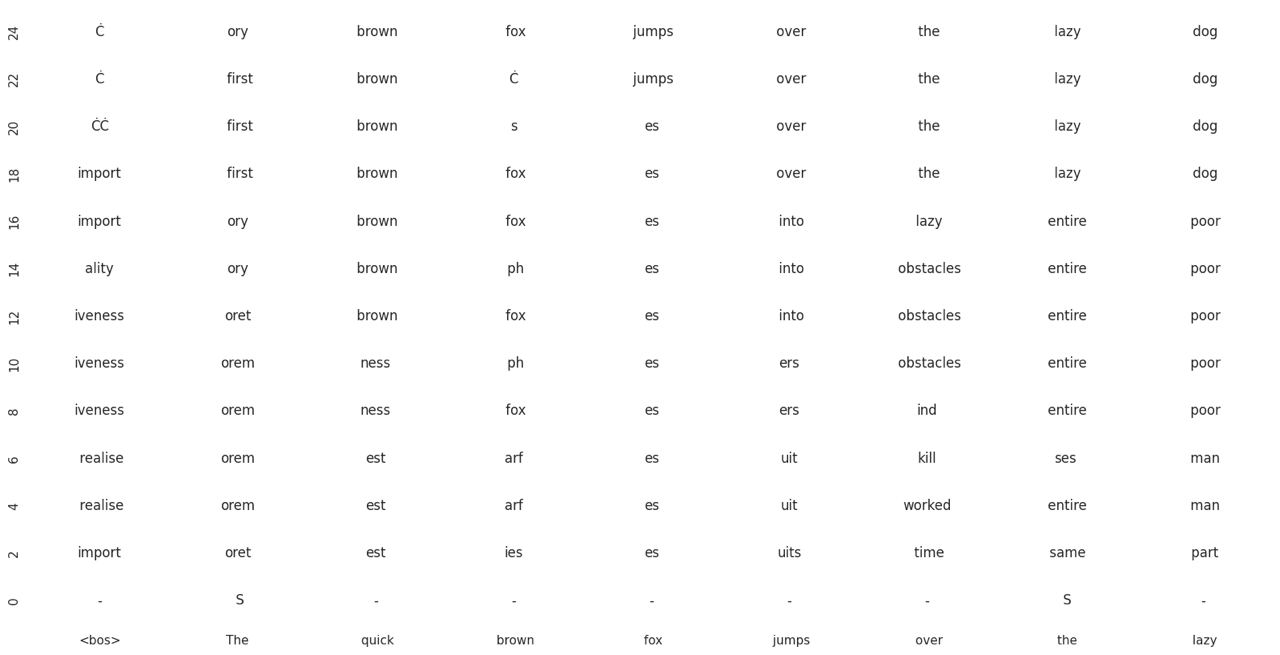 24 Ċ ory brown fox jumps over the lazy dog
22 Ċ first brown Ċ jumps over the lazy dog
20 ĊĊ first brown s es over the lazy dog
18 import first brown fox es over the lazy dog
16 import ory brown fox es into lazy entire poor
14 ality ory brown ph es into obstacles entire poor
12 iveness oret brown fox es into obstacles entire poor
10 iveness orem ness ph es ers obstacles entire poor
8 iveness orem ness fox es ers ind entire poor
6 realise orem est arf es uit kill ses man
4 realise orem est arf es uit worked entire man
2 import oret est ies es uits time same part
0 - S - - - - - S -
<bos> The quick brown fox jumps over the lazy